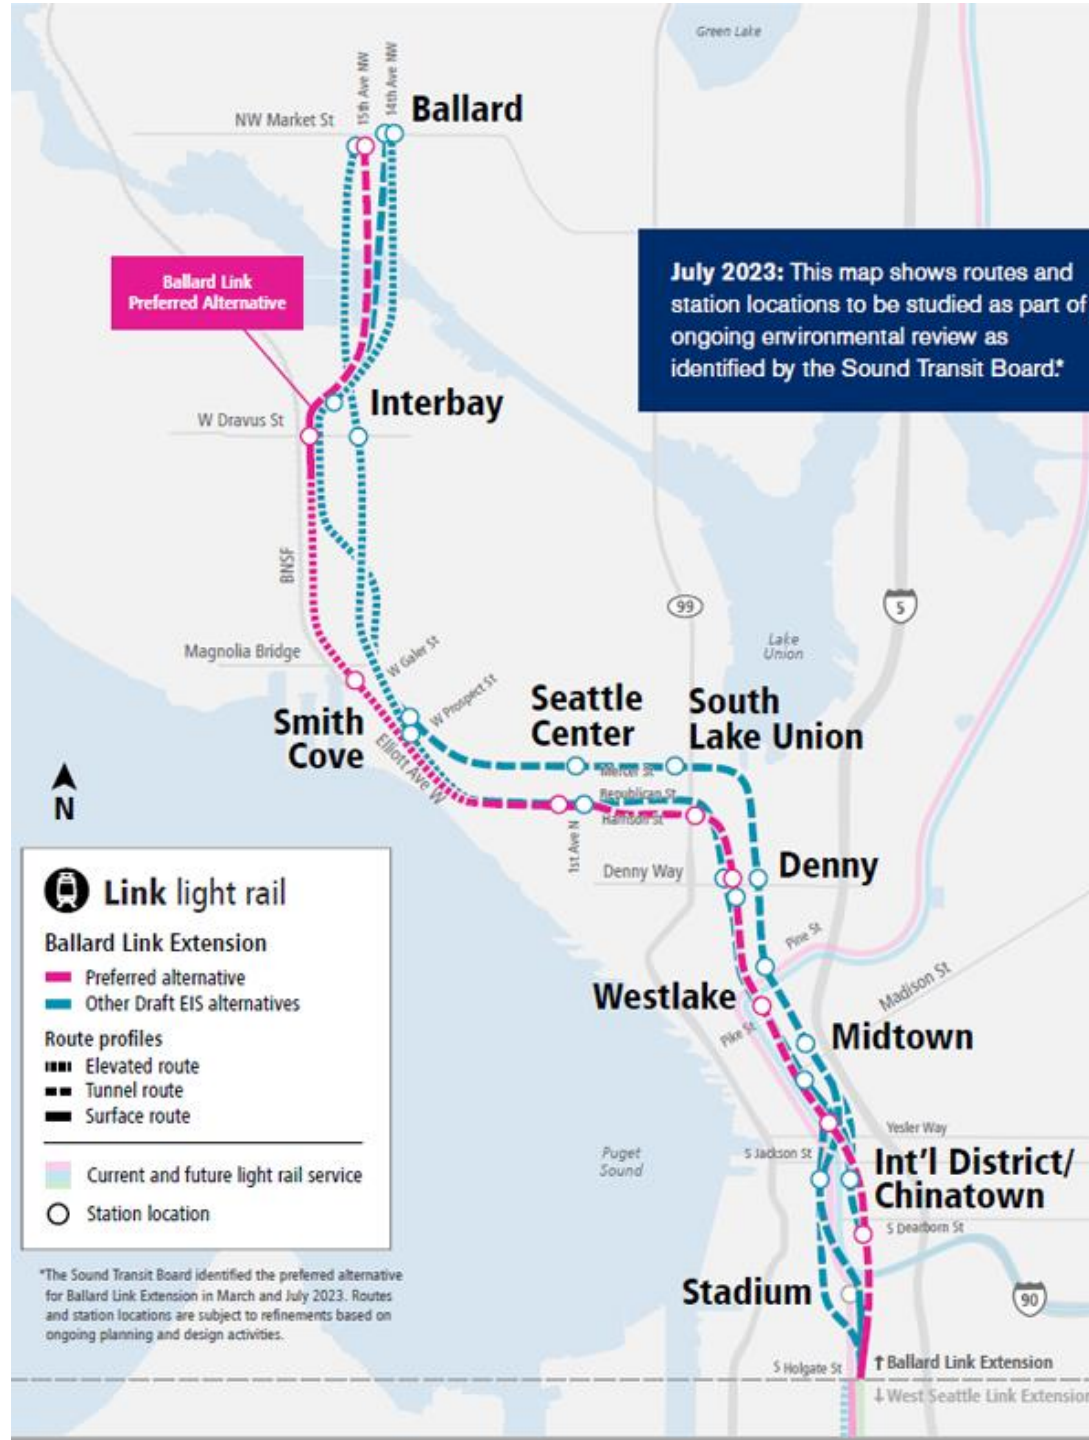 Green Lake
15th Ave NW
14th Ave NW
Ballard
NW Market St
Ballard Link
Preferred Alternative
July 2023: This map shows routes and
station locations to be studied as part of
ongoing environmental review as
identified by the Sound Transit Board.*
Interbay
W Dravus St
BNSF
99
5
Lake
Union
Magnolia Bridge
W Galer St
W Prospect St
Smith
Cove
Elliott Ave W
Seattle
Center
South
Lake Union
Mercer St
Republican St
Harrison St
1st Ave N
Denny Way
Denny
N
Pine St
Westlake
Madison St
Pike St
Midtown
Yesler Way
Puget
Sound
S Jackson St
Int'l District/
Chinatown
S Dearborn St
Stadium
90
S Holgate St
↑ Ballard Link Extension
↓ West Seattle Link Extension
Link light rail
Ballard Link Extension
Preferred alternative
Other Draft EIS alternatives
Route profiles
Elevated route
Tunnel route
Surface route
Current and future light rail service
Station location
*The Sound Transit Board identified the preferred alternative
for Ballard Link Extension in March and July 2023. Routes
and station locations are subject to refinements based on
ongoing planning and design activities.